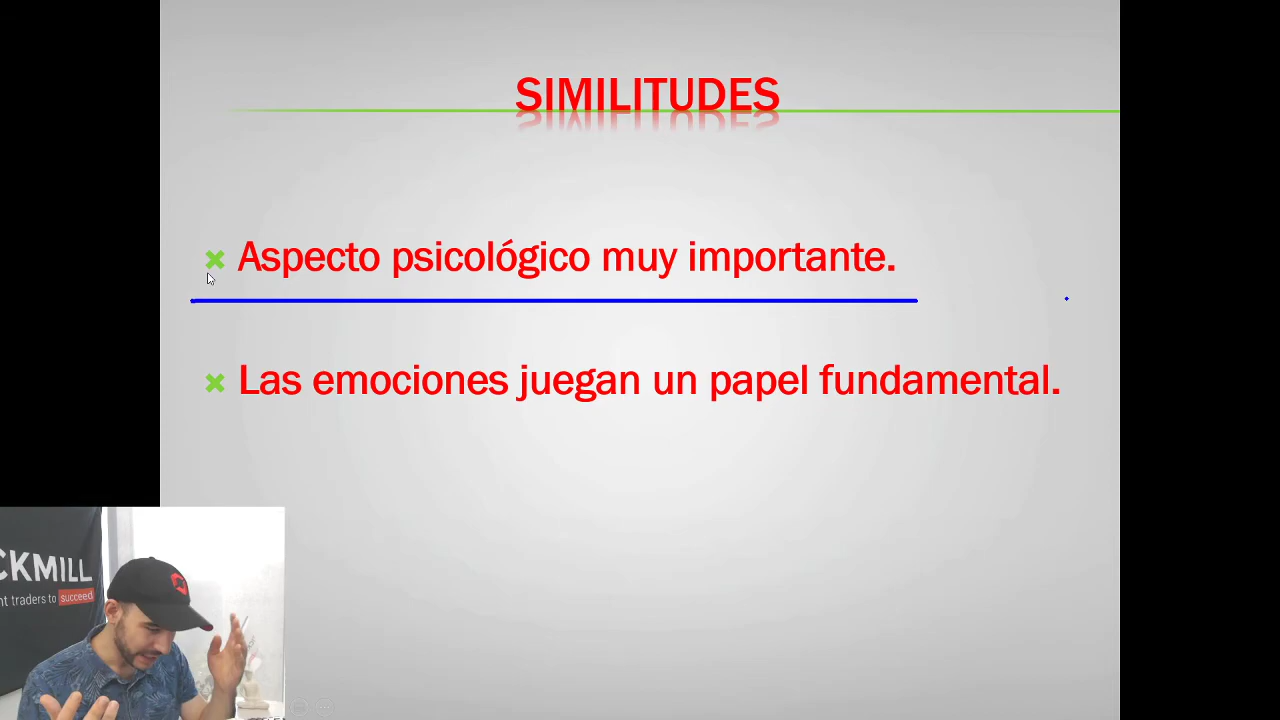 SIMILITUDES
Aspecto psicológico muy importante.
Las emociones juegan un papel fundamental.
CKMILL
nt traders to succeed